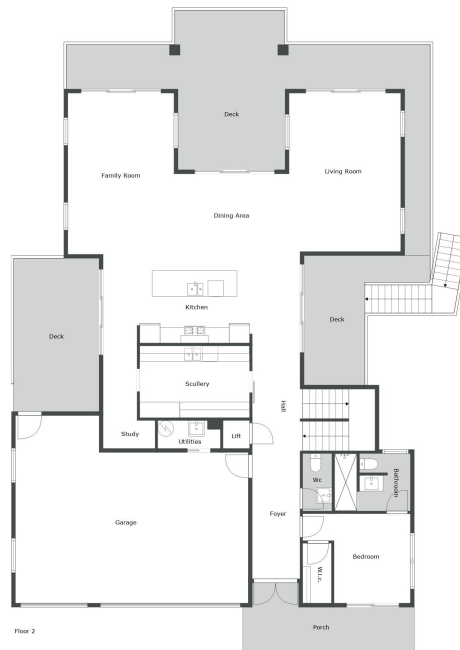 Deck
Family Room
Living Room
Dining Area
Kitchen
Deck
Deck
Scullery
Hall
Study
Utilities
Lift
Wc
Bathroom
Foyer
Garage
Bedroom
W.i.c.
Porch
Floor 2